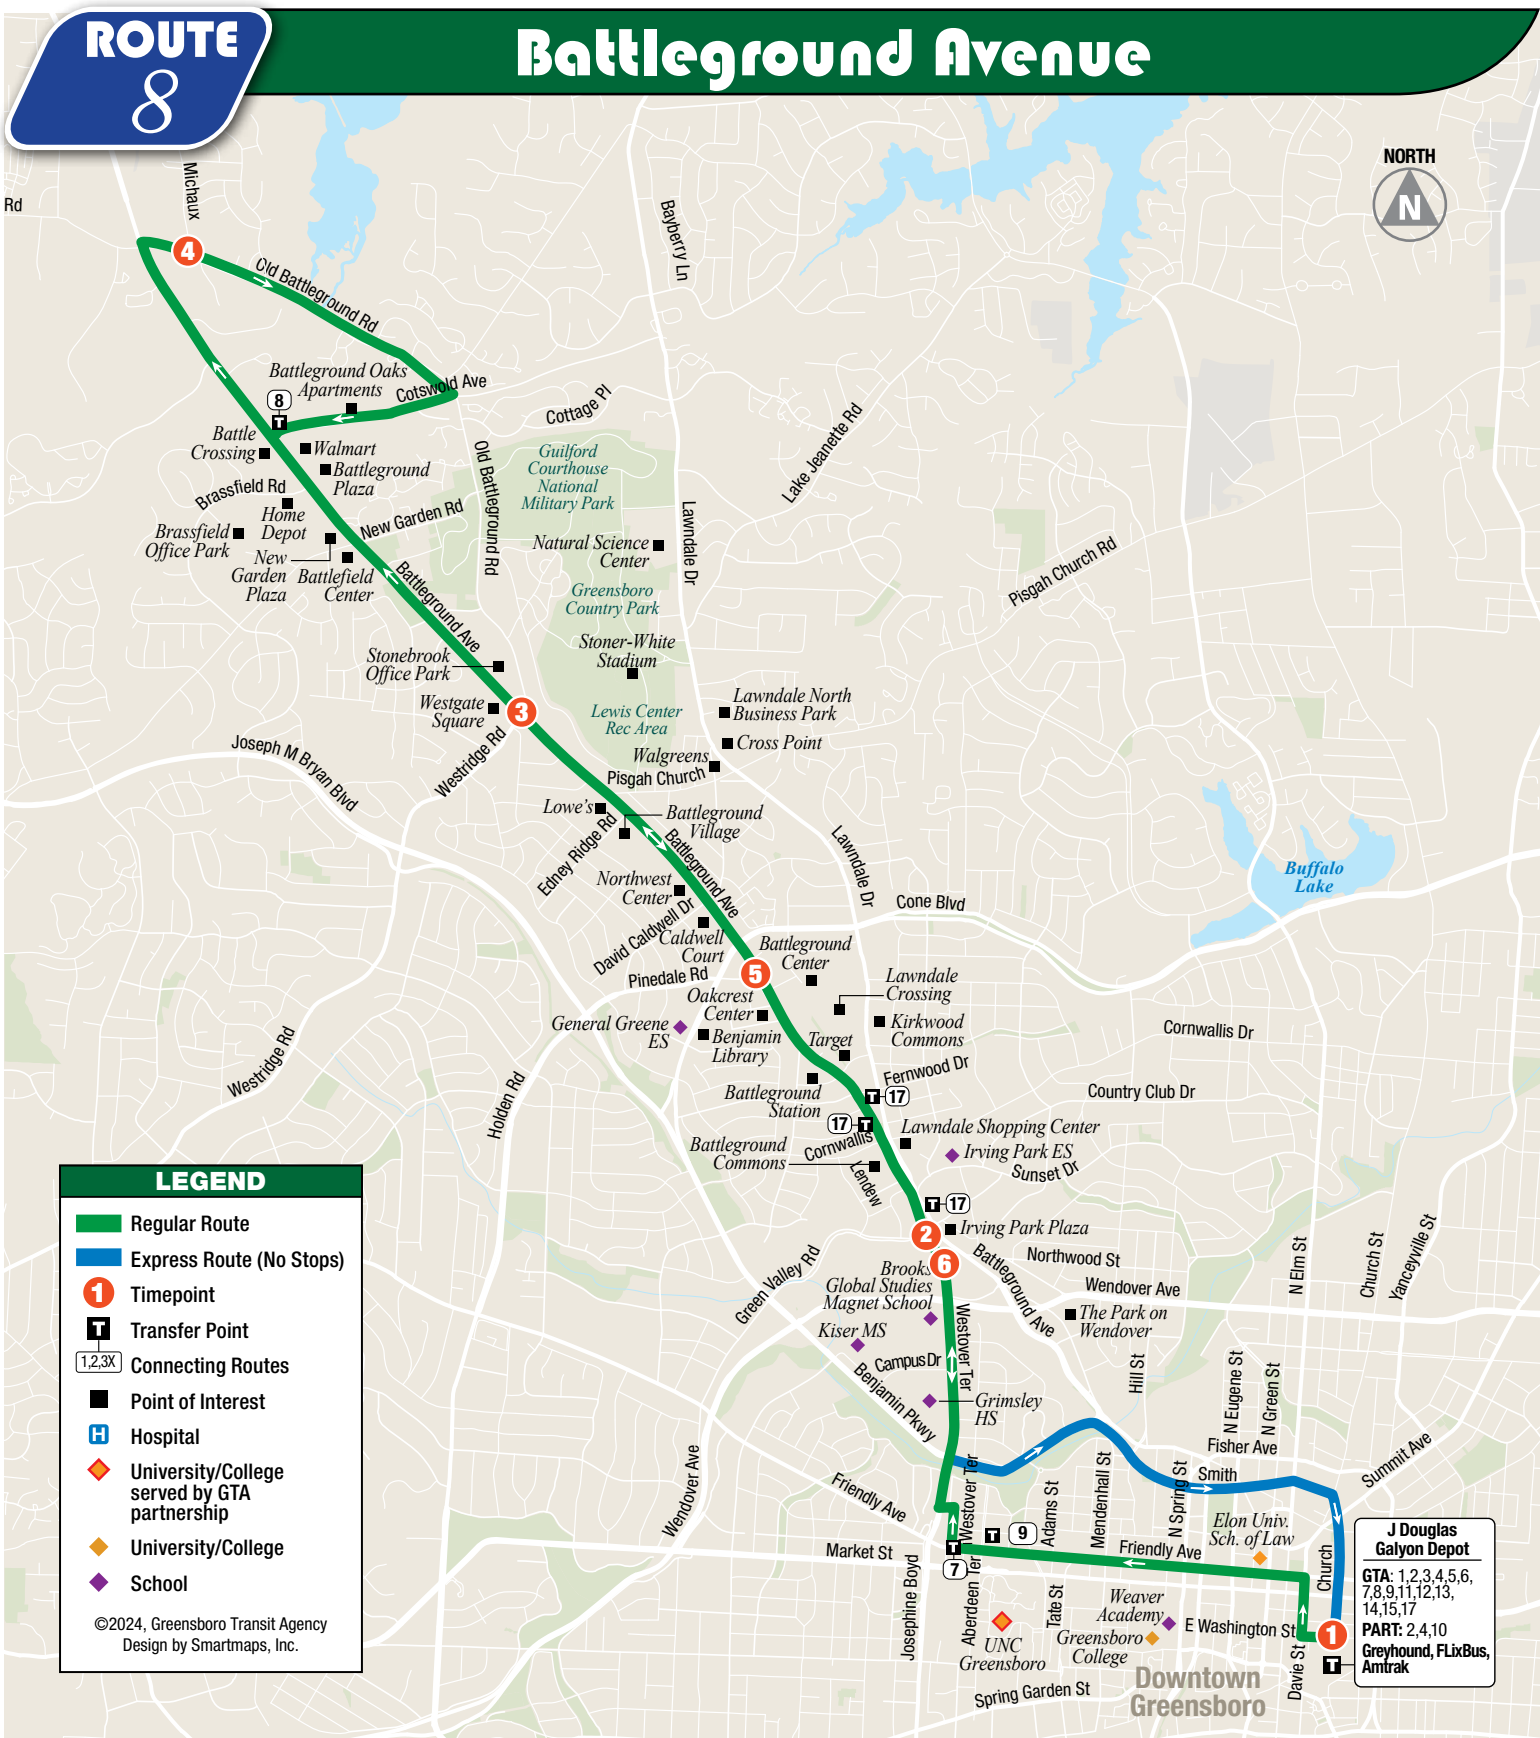 ROUTE
8
Battleground Avenue
NORTH
N
Rd
Michaux
Bayberry Ln
4
Old Battleground Rd
Battleground Oaks
Apartments
Cotswold Ave
8
T
Cottage Pl
Lake Jeanette Rd
Battle
Crossing
Walmart
Battleground
Plaza
Old Battleground Rd
Guilford
Courthouse
National
Military Park
Brassfield Rd
Home
Depot
New Garden Rd
Lawndale Dr
Brassfield
Office Park
New
Garden
Plaza
Battlefield
Center
Natural Science
Center
Pisgah Church Rd
Battleground Ave
Greensboro
Country Park
Stoner-White
Stadium
Stonebrook
Office Park
Westgate
Square
3
Lewis Center
Rec Area
Lawndale North
Business Park
Cross Point
Walgreens
Pisgah Church
Joseph M Bryan Blvd
Westridge Rd
Lowe's
Battleground
Village
Edney Ridge Rd
Battleground Ave
Lawndale Dr
Buffalo
Lake
Northwest
Center
Cone Blvd
David Caldwell Dr
Caldwell
Court
Battleground
Center
Pinedale Rd
5
Lawndale
Crossing
Oakcrest
Center
General Greene
ES
Benjamin
Library
Target
Kirkwood
Commons
Cornwallis Dr
Westridge Rd
Holden Rd
Fernwood Dr
Battleground
Station
T
17
Country Club Dr
17
T
Lawndale Shopping Center
Battleground
Commons
Cornwallis
Irving Park ES
Sunset Dr
Lendew
T
17
2
Irving Park Plaza
6
Battleground Ave
Northwood St
Wendover Ave
N Elm St
Church St
Yanceyville St
Green Valley Rd
Brooks
Global Studies
Magnet School
The Park on
Wendover
Kiser MS
Westover Ter
Campus Dr
Benjamin Pkwy
Grimsley
HS
Hill St
N Eugene St
N Green St
Fisher Ave
Summit Ave
Smith
Wendover Ave
Friendly Ave
Westover Ter
Adams St
Mendenhall St
N Spring St
Elon Univ.
Sch. of Law
T
9
Market St
T
7
Friendly Ave
Church
Josephine Boyd
Aberdeen Ter
Tate St
Weaver
Academy
E Washington St
1
T
UNC
Greensboro
Greensboro
College
Davie St
Downtown
Greensboro
Spring Garden St
J Douglas
Galyon Depot
GTA: 1,2,3,4,5,6,
7,8,9,11,12,13,
14,15,17
PART: 2,4,10
Greyhound, FLixBus,
Amtrak
LEGEND
Regular Route
Express Route (No Stops)
1
Timepoint
T
Transfer Point
1,2,3X
Connecting Routes
Point of Interest
H
Hospital
University/College
served by GTA
partnership
University/College
School
©2024, Greensboro Transit Agency
Design by Smartmaps, Inc.